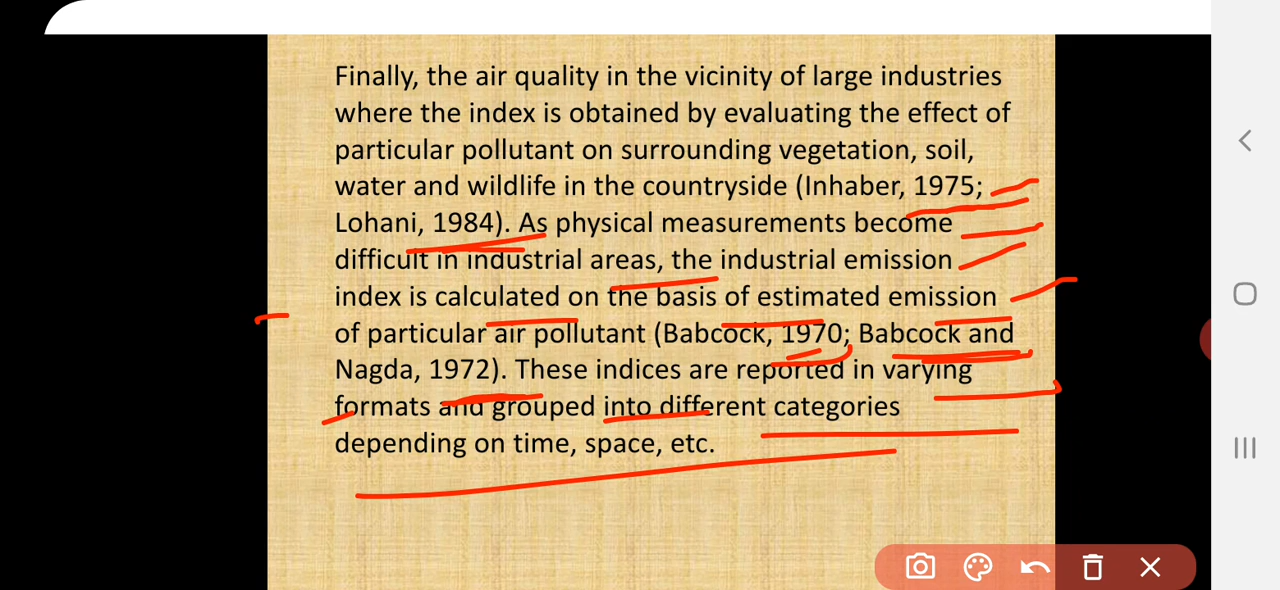 Finally, the air quality in the vicinity of large industries
where the index is obtained by evaluating the effect of
particular pollutant on surrounding vegetation, soil,
water and wildlife in the countryside (Inhaber, 1975;
Lohani, 1984). As physical measurements become
difficult in industrial areas, the industrial emission
index is calculated on the basis of estimated emission
of particular air pollutant (Babcock, 1970; Babcock and
Nagda, 1972). These indices are reported in varying
formats and grouped into different categories
depending on time, space, etc.